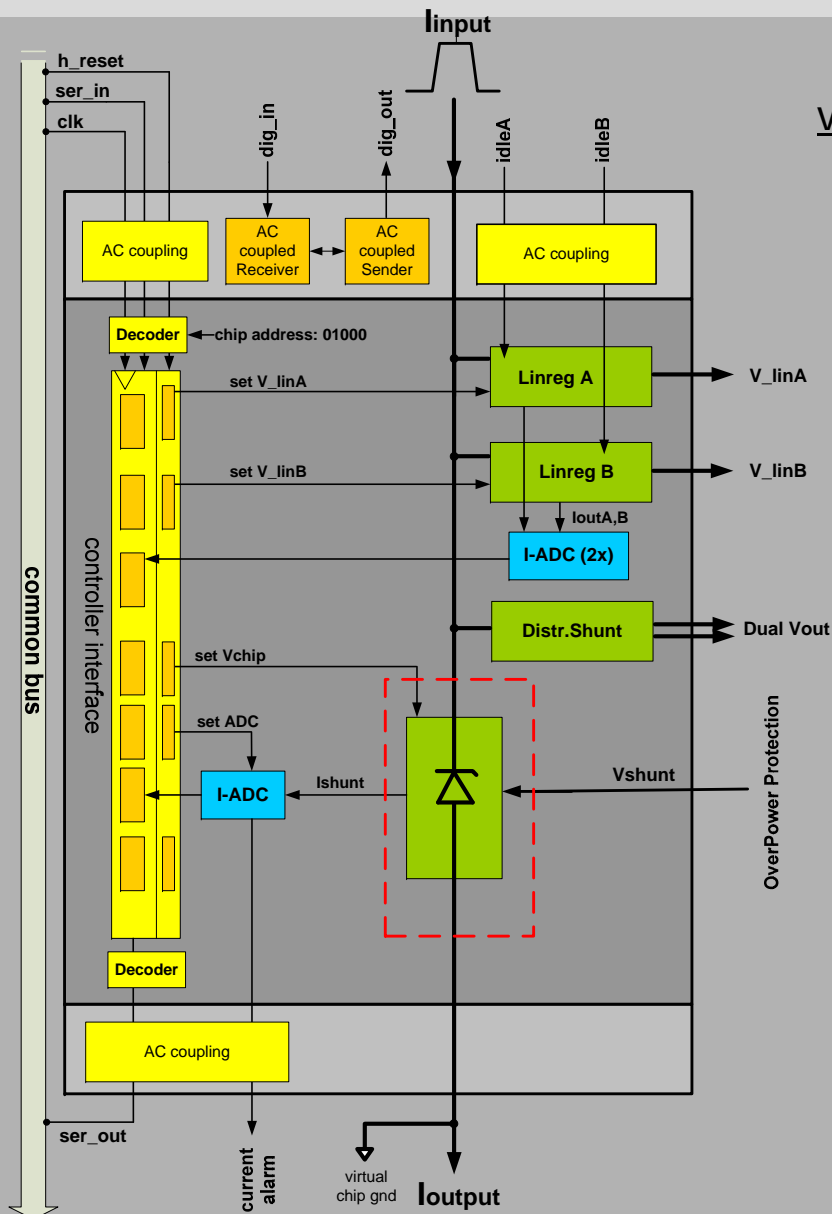 Iinput
h_reset
ser_in
clk
dig_in
dig_out
idleA
idleB
V
AC coupling
AC
coupled
Receiver
AC
coupled
Sender
AC coupling
Decoder
chip address: 01000
set V_linA
Linreg A
V_linA
set V_linB
Linreg B
V_linB
IoutA,B
I-ADC (2x)
controller interface
common bus
Distr.Shunt
Dual Vout
set Vchip
set ADC
I-ADC
Ishunt
Vshunt
OverPower Protection
Decoder
AC coupling
ser_out
current
alarm
virtual
chip gnd
Ioutput